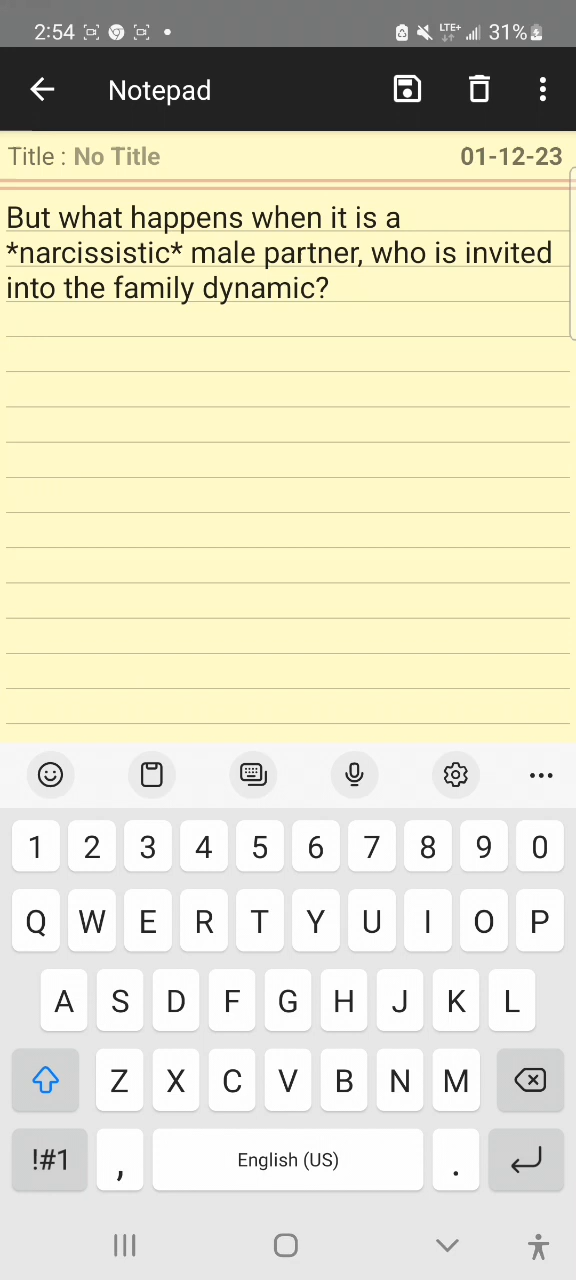 2:54 LTE+ 31%
Notepad
Title : No Title 01-12-23
But what happens when it is a
*narcissistic* male partner, who is invited
into the family dynamic?
1 2 3 4 5 6 7 8 9 0
Q W E R T Y U I O P
A S D F G H J K L
Z X C V B N M
!#1 , English (US) .